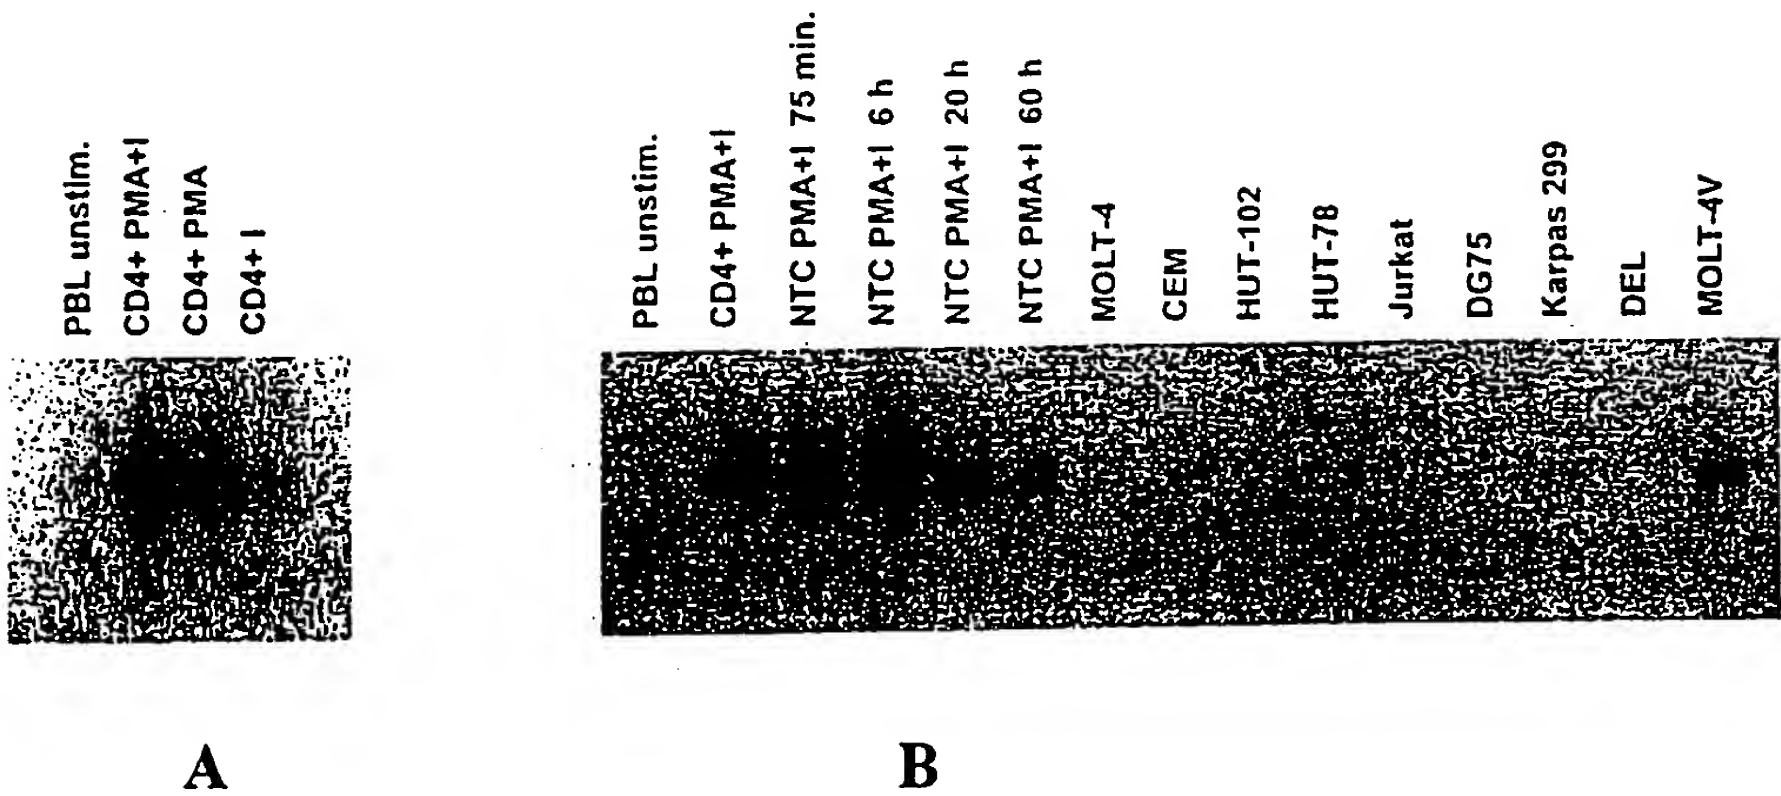 PBL unstim.
CD4+ PMA+I
CD4+ PMA
CD4+ I
PBL unstim.
CD4+ PMA+I
NTC PMA+I 75 min.
NTC PMA+I 6 h
NTC PMA+I 20 h
NTC PMA+I 60 h
MOLT-4
CEM
HUT-102
HUT-78
Jurkat
DG75
Karpas 299
DEL
MOLT-4V
A
B